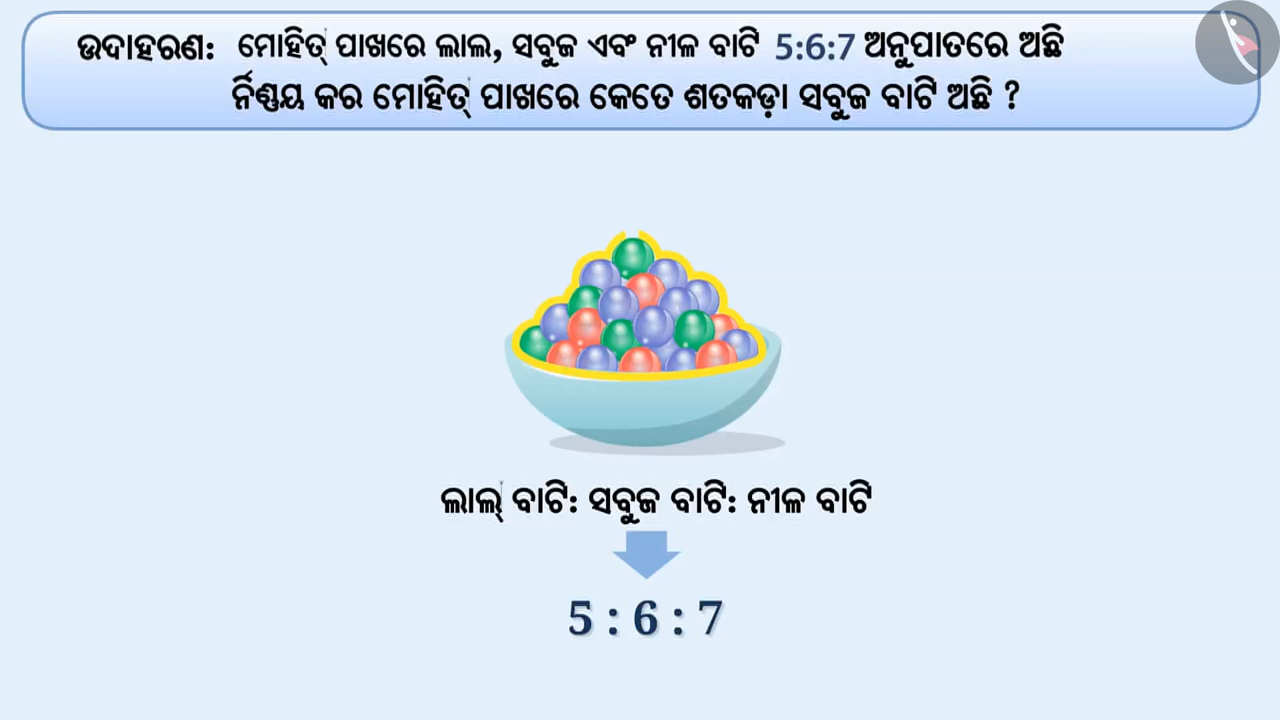 ଉଦାହରଣ: ମୋହିତ୍ ପାଖରେ ଲାଲ, ସବୁଜ ଏବଂ ନୀଳ ବାଟି 5:6:7 ଅନୁପାତରେ ଅଛି
ର୍ନିଣ୍ଣୟ କର ମୋହିତ୍ ପାଖରେ କେତେ ଶତକଡ଼ା ସବୁଜ ବାଟି ଅଛି ?
ଲାଲ୍ ବାଟି: ସବୁଜ ବାଟି: ନୀଳ ବାଟି
5 : 6 : 7